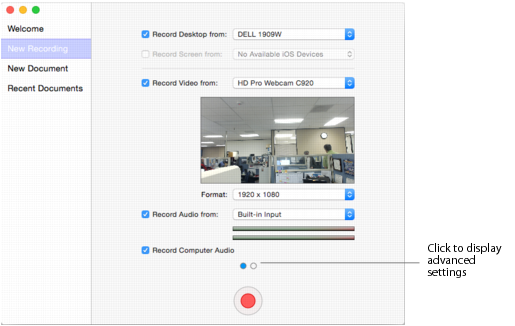 Welcome
New Recording
New Document
Recent Documents
Record Desktop from: DELL 1909W
Record Screen from: No Available iOS Devices
Record Video from: HD Pro Webcam C920
Format: 1920 x 1080
Record Audio from: Built-in Input
Record Computer Audio
Click to display
advanced
settings